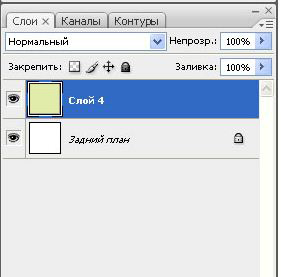 Слои × Каналы Контуры
Нормальный Непрозр.: 100%
Закрепить: Заливка: 100%
Слой 4
Задний план